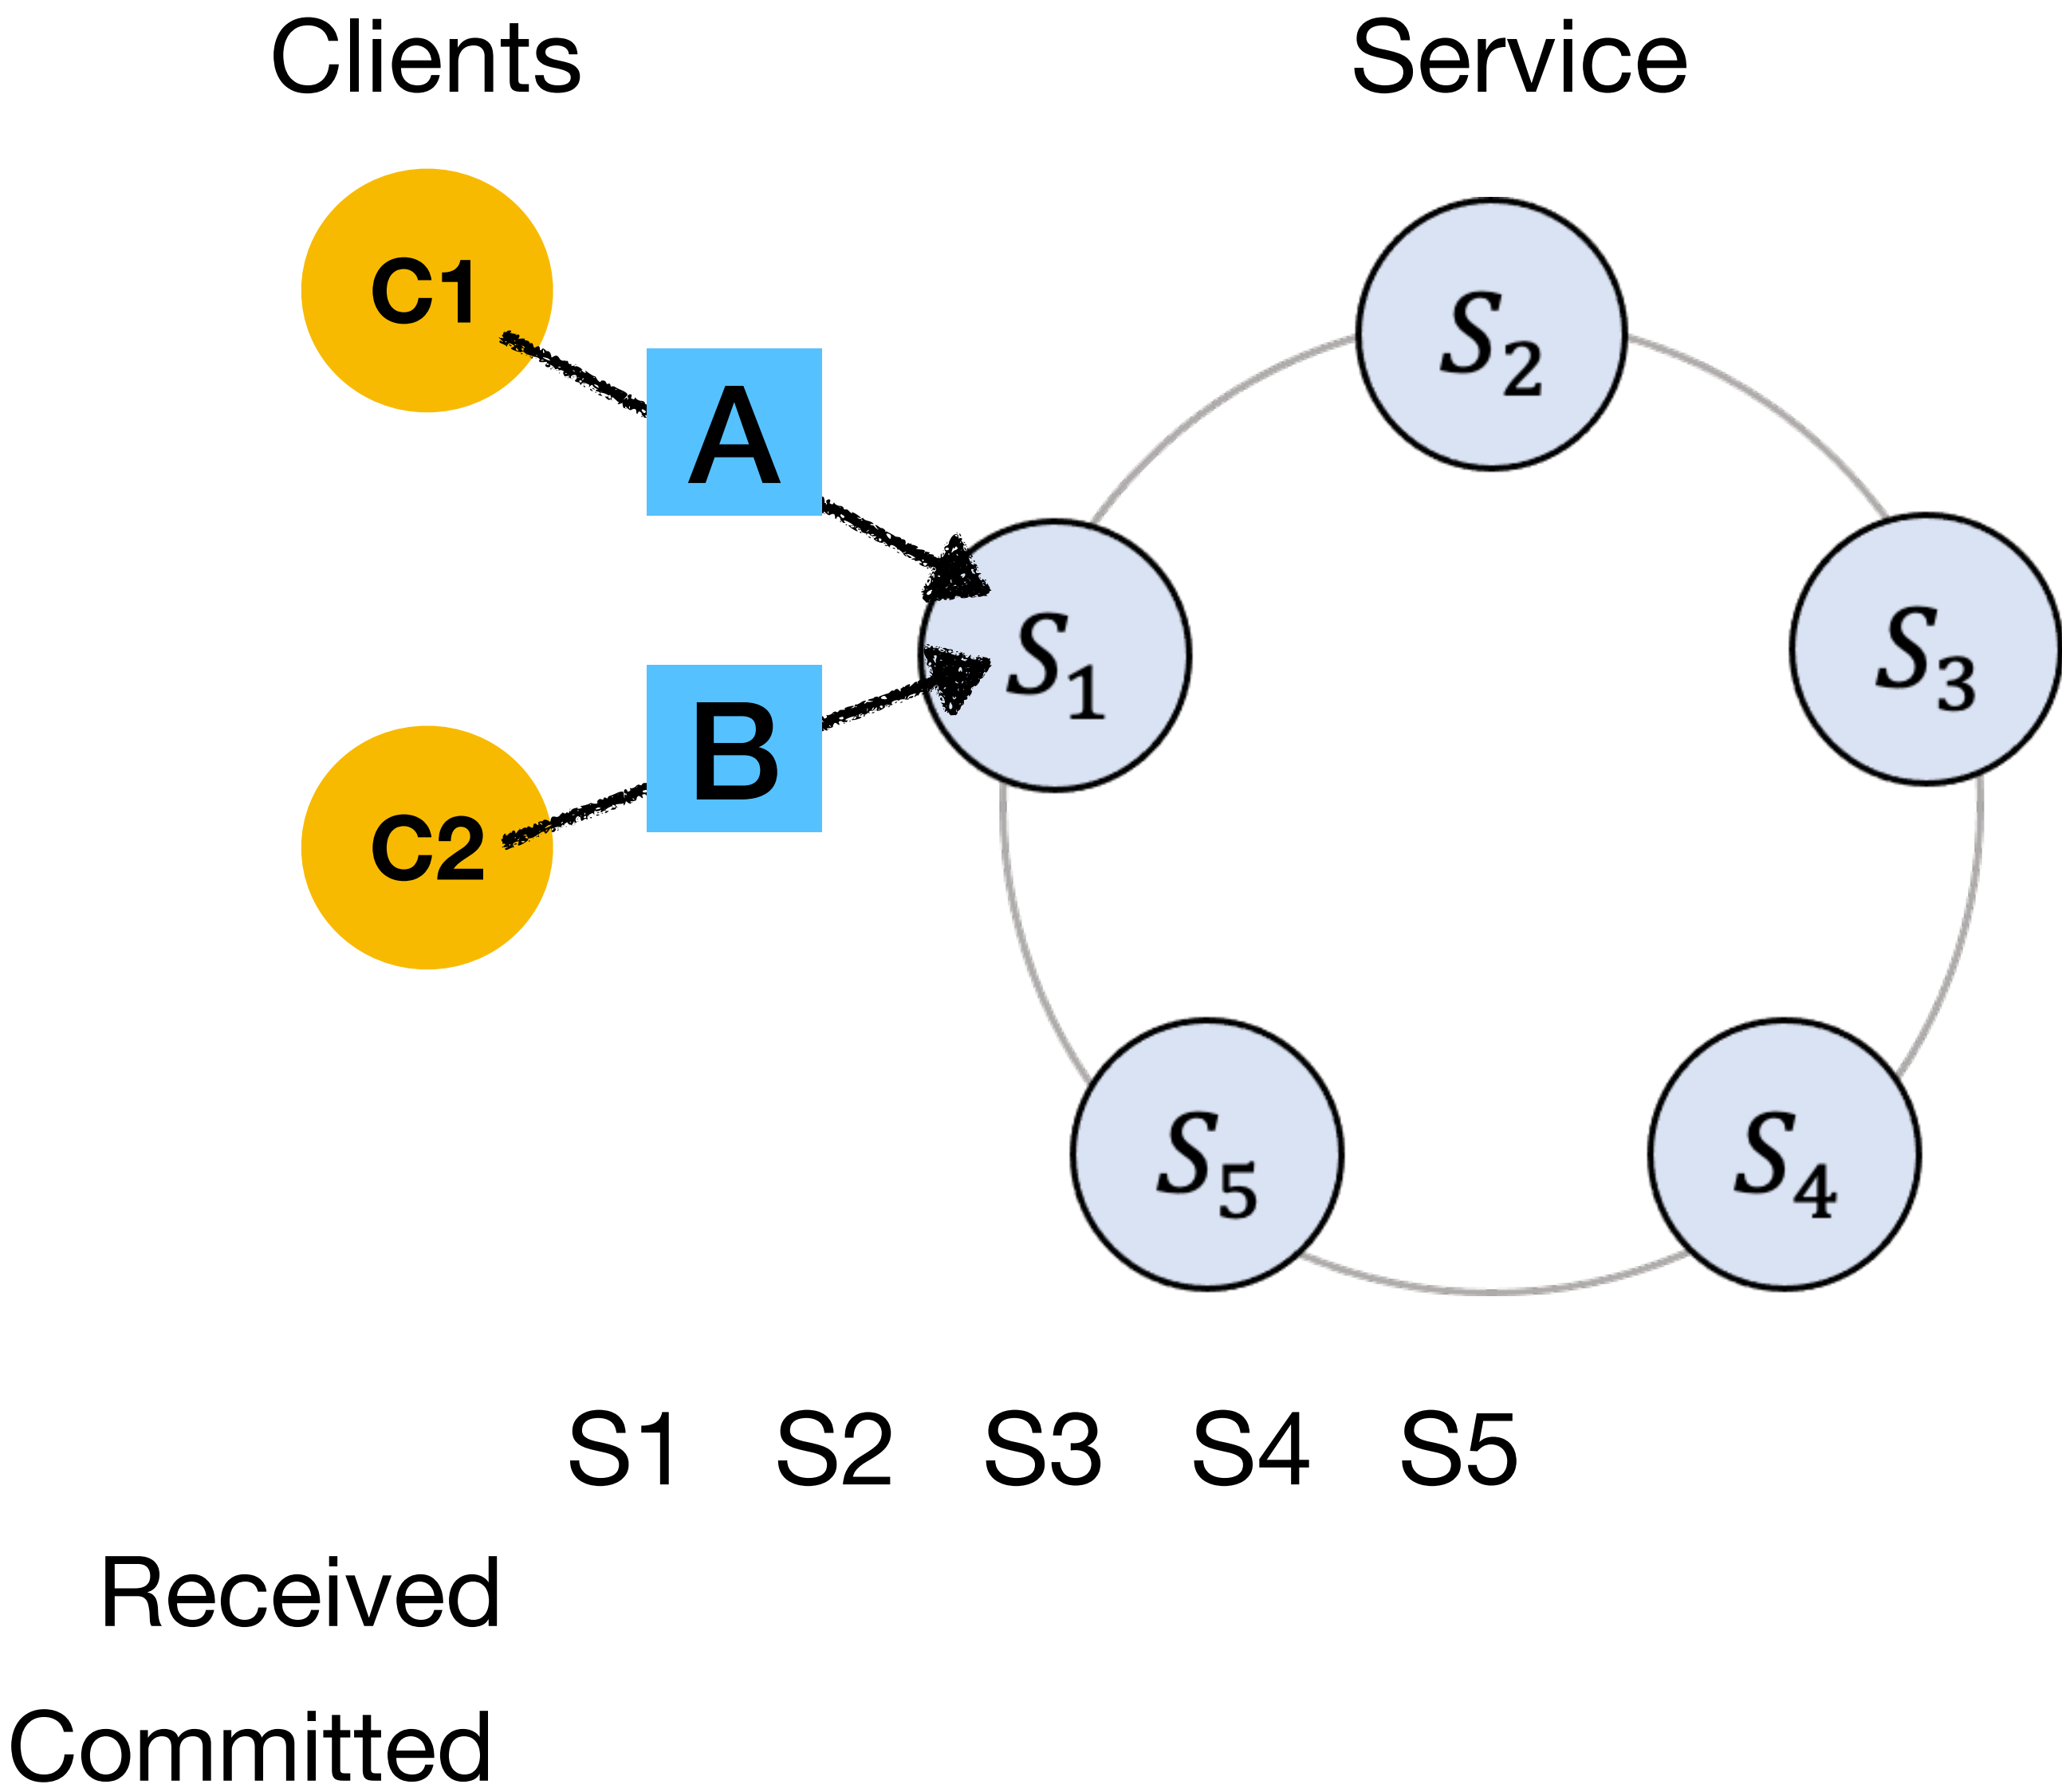 Clients Service
C1
A
S₂
S₁
S₃
B
C2
S₅ S₄
S1 S2 S3 S4 S5
Received
Committed